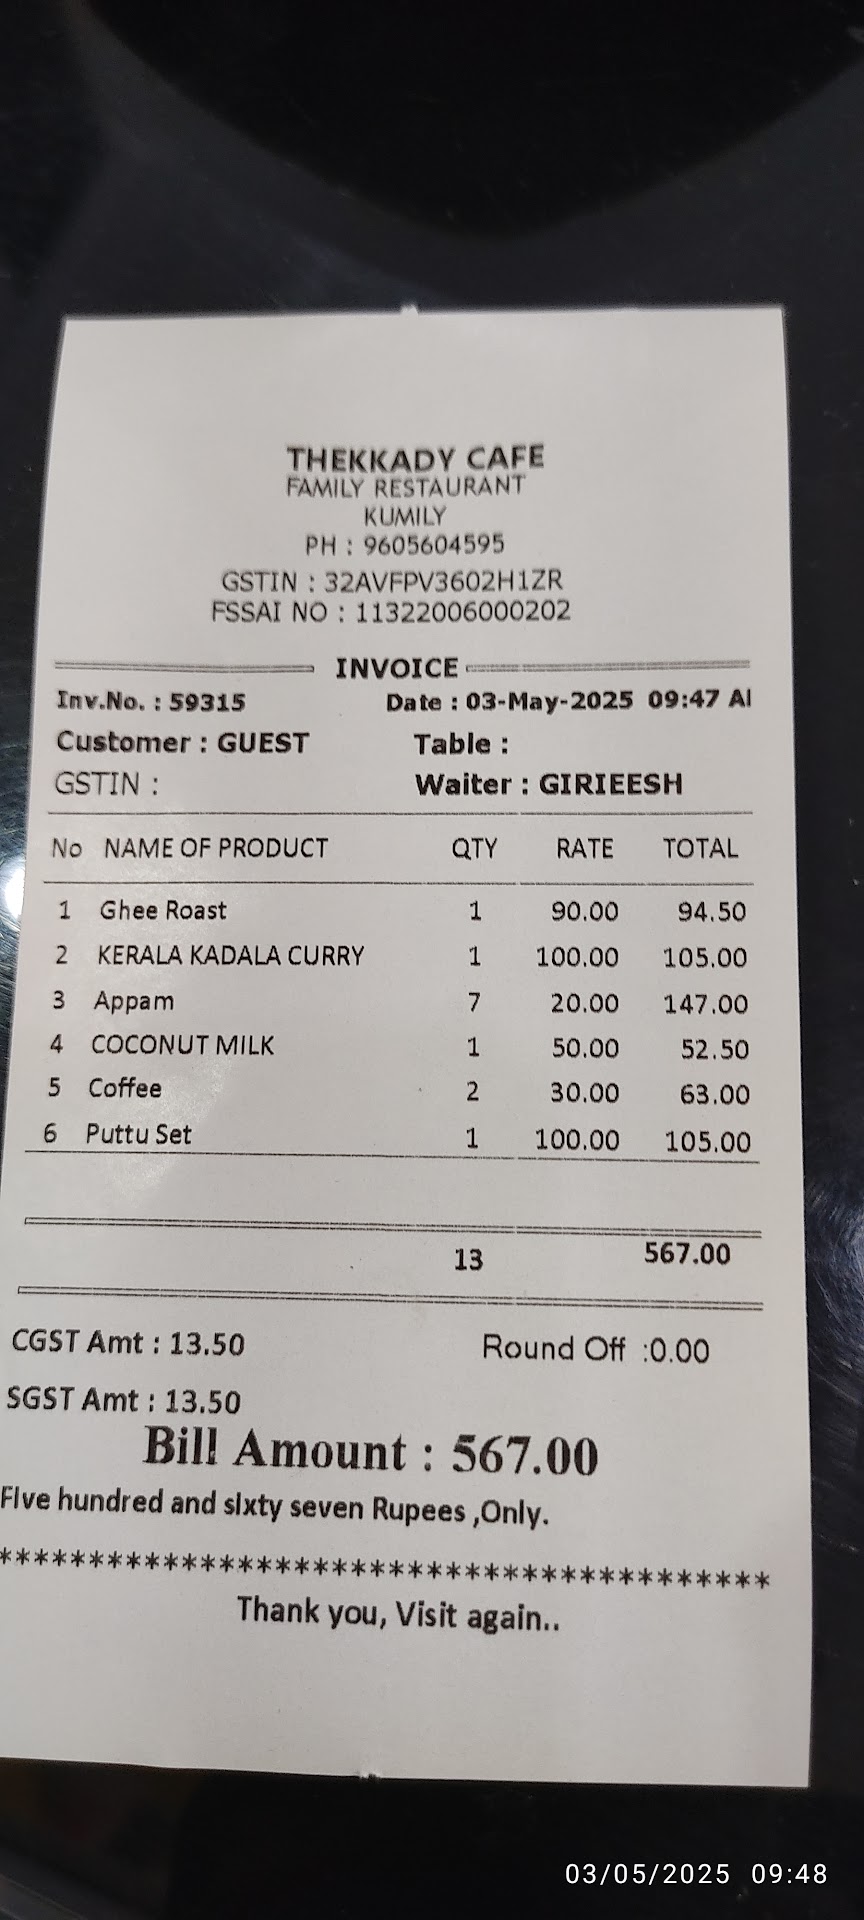 THEKKADY CAFE
FAMILY RESTAURANT
KUMILY
PH : 9605604595
GSTIN : 32AVFPV3602H1ZR
FSSAI NO : 11322006000202
INVOICE
Inv.No. : 59315 Date : 03-May-2025 09:47 AI
Customer : GUEST Table :
GSTIN : Waiter : GIRIEESH
No NAME OF PRODUCT QTY RATE TOTAL
1 Ghee Roast 1 90.00 94.50
2 KERALA KADALA CURRY 1 100.00 105.00
3 Appam 7 20.00 147.00
4 COCONUT MILK 1 50.00 52.50
5 Coffee 2 30.00 63.00
6 Puttu Set 1 100.00 105.00
13 567.00
CGST Amt : 13.50 Round Off :0.00
SGST Amt : 13.50
Bill Amount : 567.00
Five hundred and sixty seven Rupees ,Only.
******************************************
Thank you, Visit again..
03/05/2025 09:48